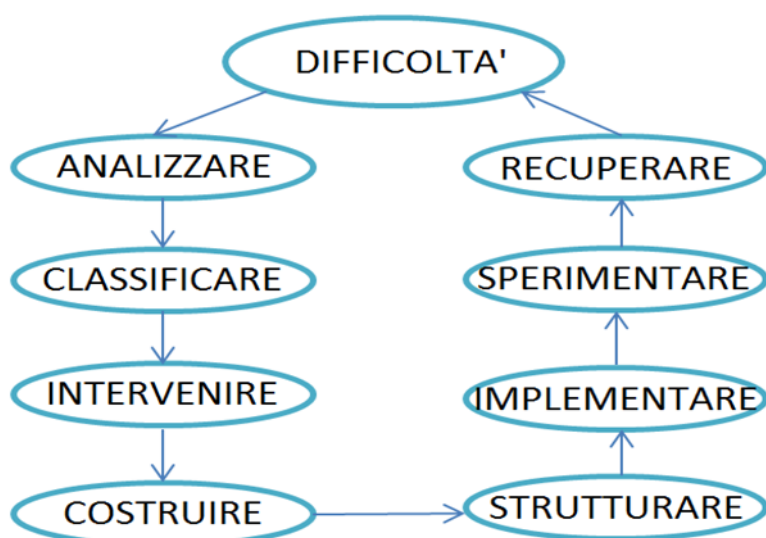 DIFFICOLTA'
ANALIZZARE
CLASSIFICARE
INTERVENIRE
COSTRUIRE
STRUTTURARE
IMPLEMENTARE
SPERIMENTARE
RECUPERARE